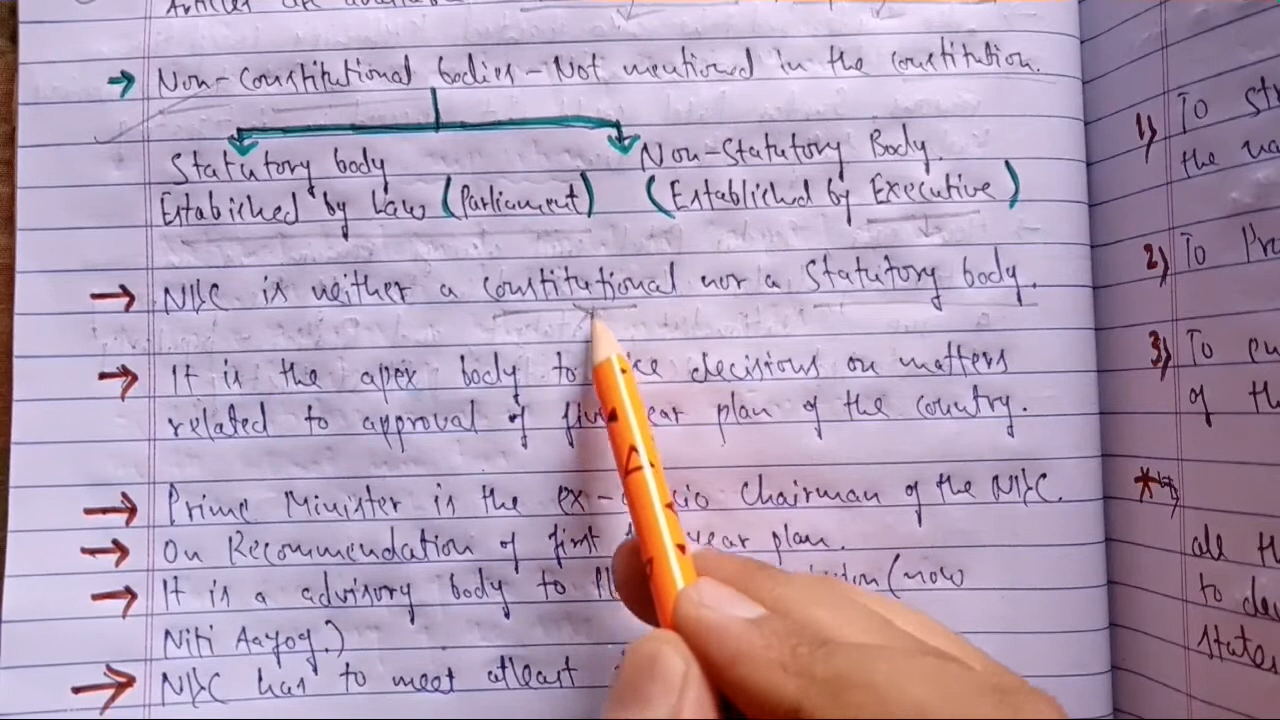 Articles are
→ Non-Constitutional bodies - Not mentioned in the constitution.
Statutory body
Non-Statutory Body.
Established by Law (Parliament)
(Established by Executive)
→ NDC is neither a constitutional nor a Statutory body.
→ It is the apex body to decisions on matters
related to approval of plan of the country.
→ Prime Minister is the Chairman of the NDC.
→ On Recommendation of first year plan.
→ It is a advisory body to (now
Niti Aayog.)
→ NDC has to meet atleast
1) To
the
2) To
3) To
of
all
to
states